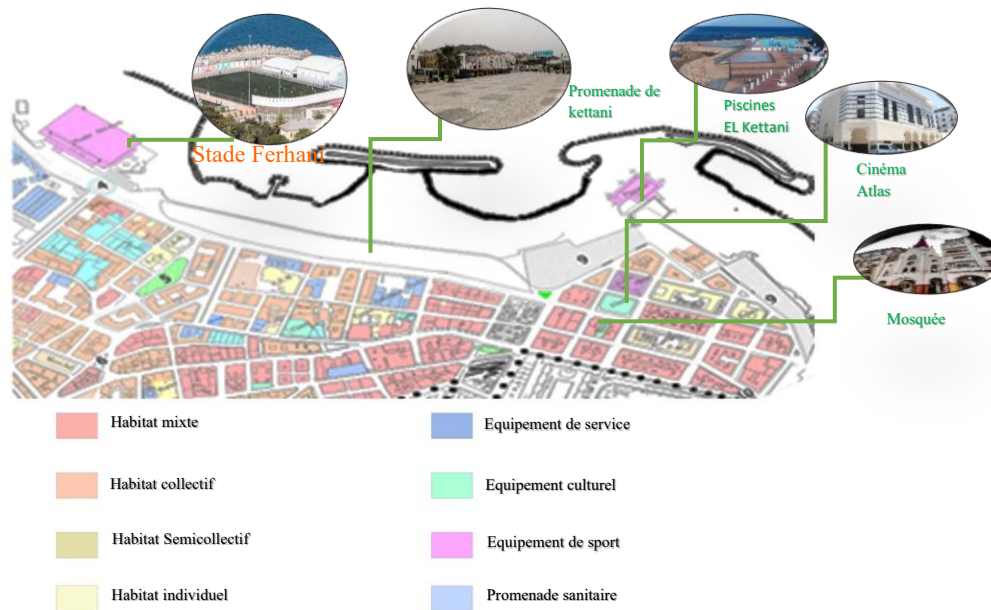 Stade Ferhani
Promenade de
kettani
Piscines
EL Kettani
Cinéma
Atlas
Mosquée
Habitat mixte
Habitat collectif
Habitat Semicollectif
Habitat individuel
Equipement de service
Equipement culturel
Equipement de sport
Promenade sanitaire